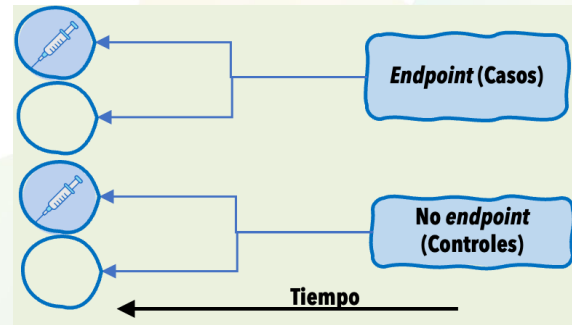 Endpoint (Casos)
No endpoint
(Controles)
Tiempo